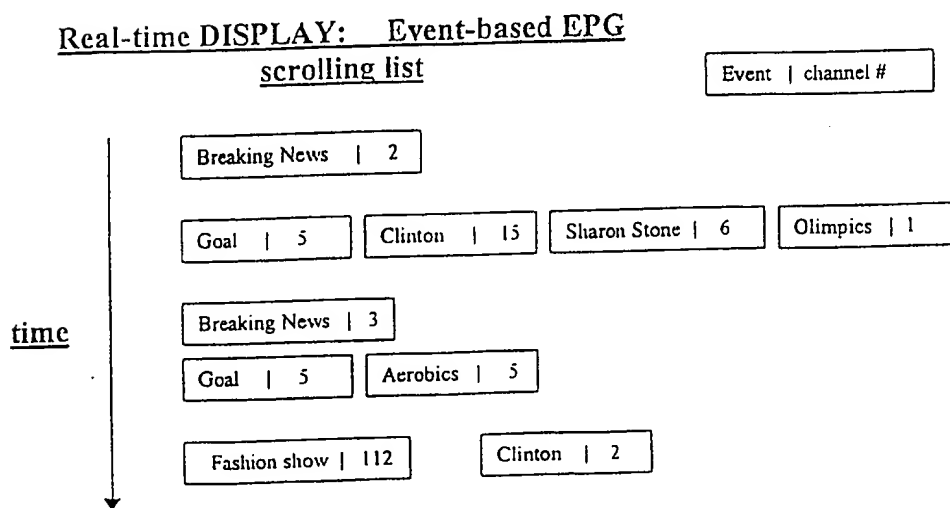 Real-time DISPLAY: Event-based EPG
scrolling list
Event | channel #
Breaking News | 2
Goal | 5 Clinton | 15 Sharon Stone | 6 Olimpics | 1
time
Breaking News | 3
Goal | 5 Aerobics | 5
Fashion show | 112 Clinton | 2